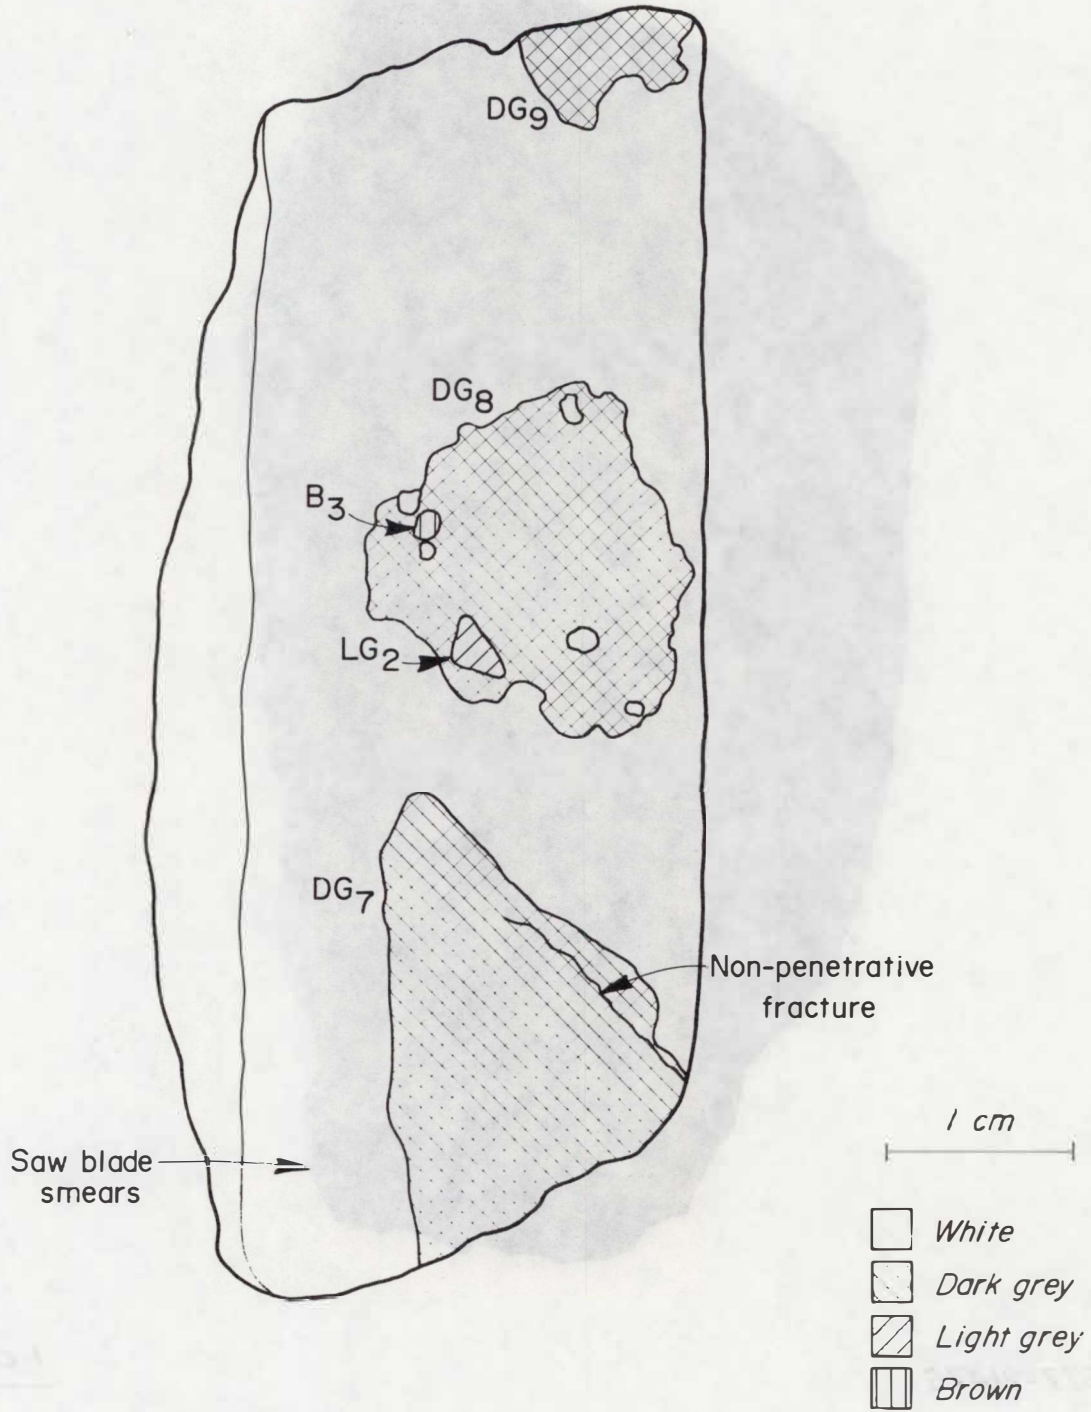 DG9
DG8
B3
LG2
DG7
Non-penetrative
fracture
1 cm
Saw blade
smears
White
Dark grey
Light grey
Brown